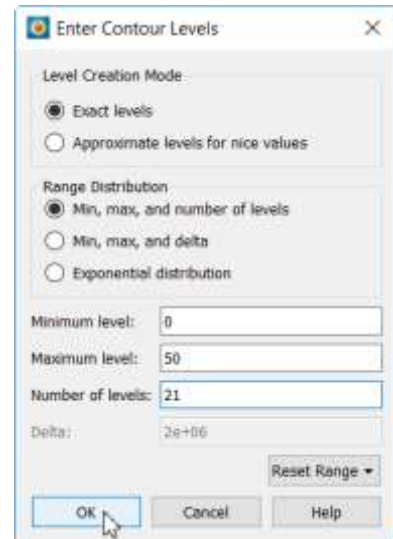 Enter Contour Levels
Level Creation Mode
Exact levels
Approximate levels for nice values
Range Distribution
Min, max, and number of levels
Min, max, and delta
Exponential distribution
Minimum level: 0
Maximum level: 50
Number of levels: 21
Delta: 2e+06
Reset Range
OK Cancel Help